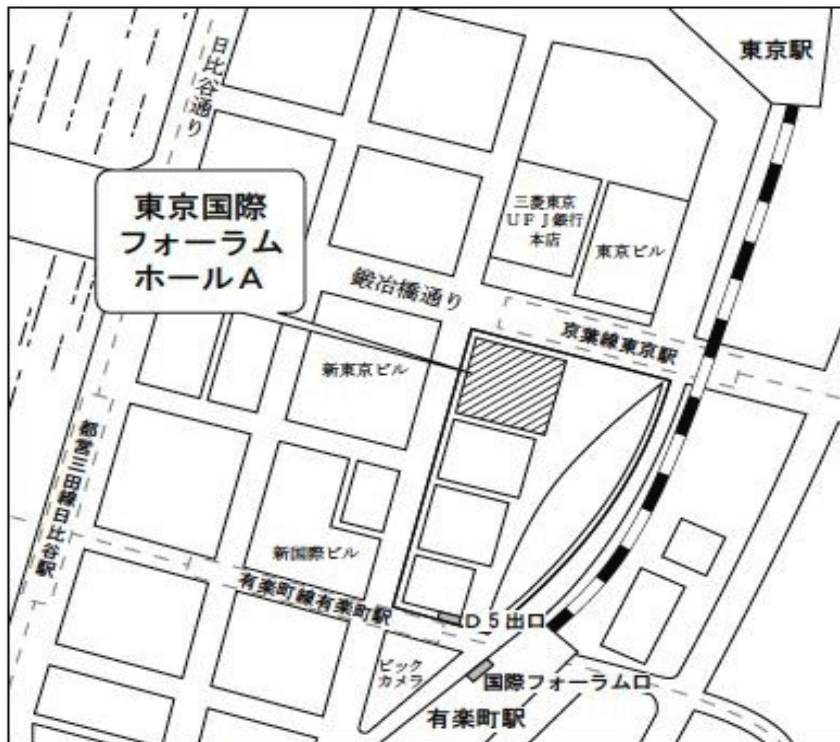 東京駅
日比谷通り
東京国際
フォーラム
ホールA
三菱東京
UFJ銀行
本店
東京ビル
鍛冶橋通り
京葉線東京駅
新東京ビル
都営三田線日比谷駅
新国際ビル
有楽町線有楽町駅
D5出口
ビック
カメラ
国際フォーラム口
有楽町駅